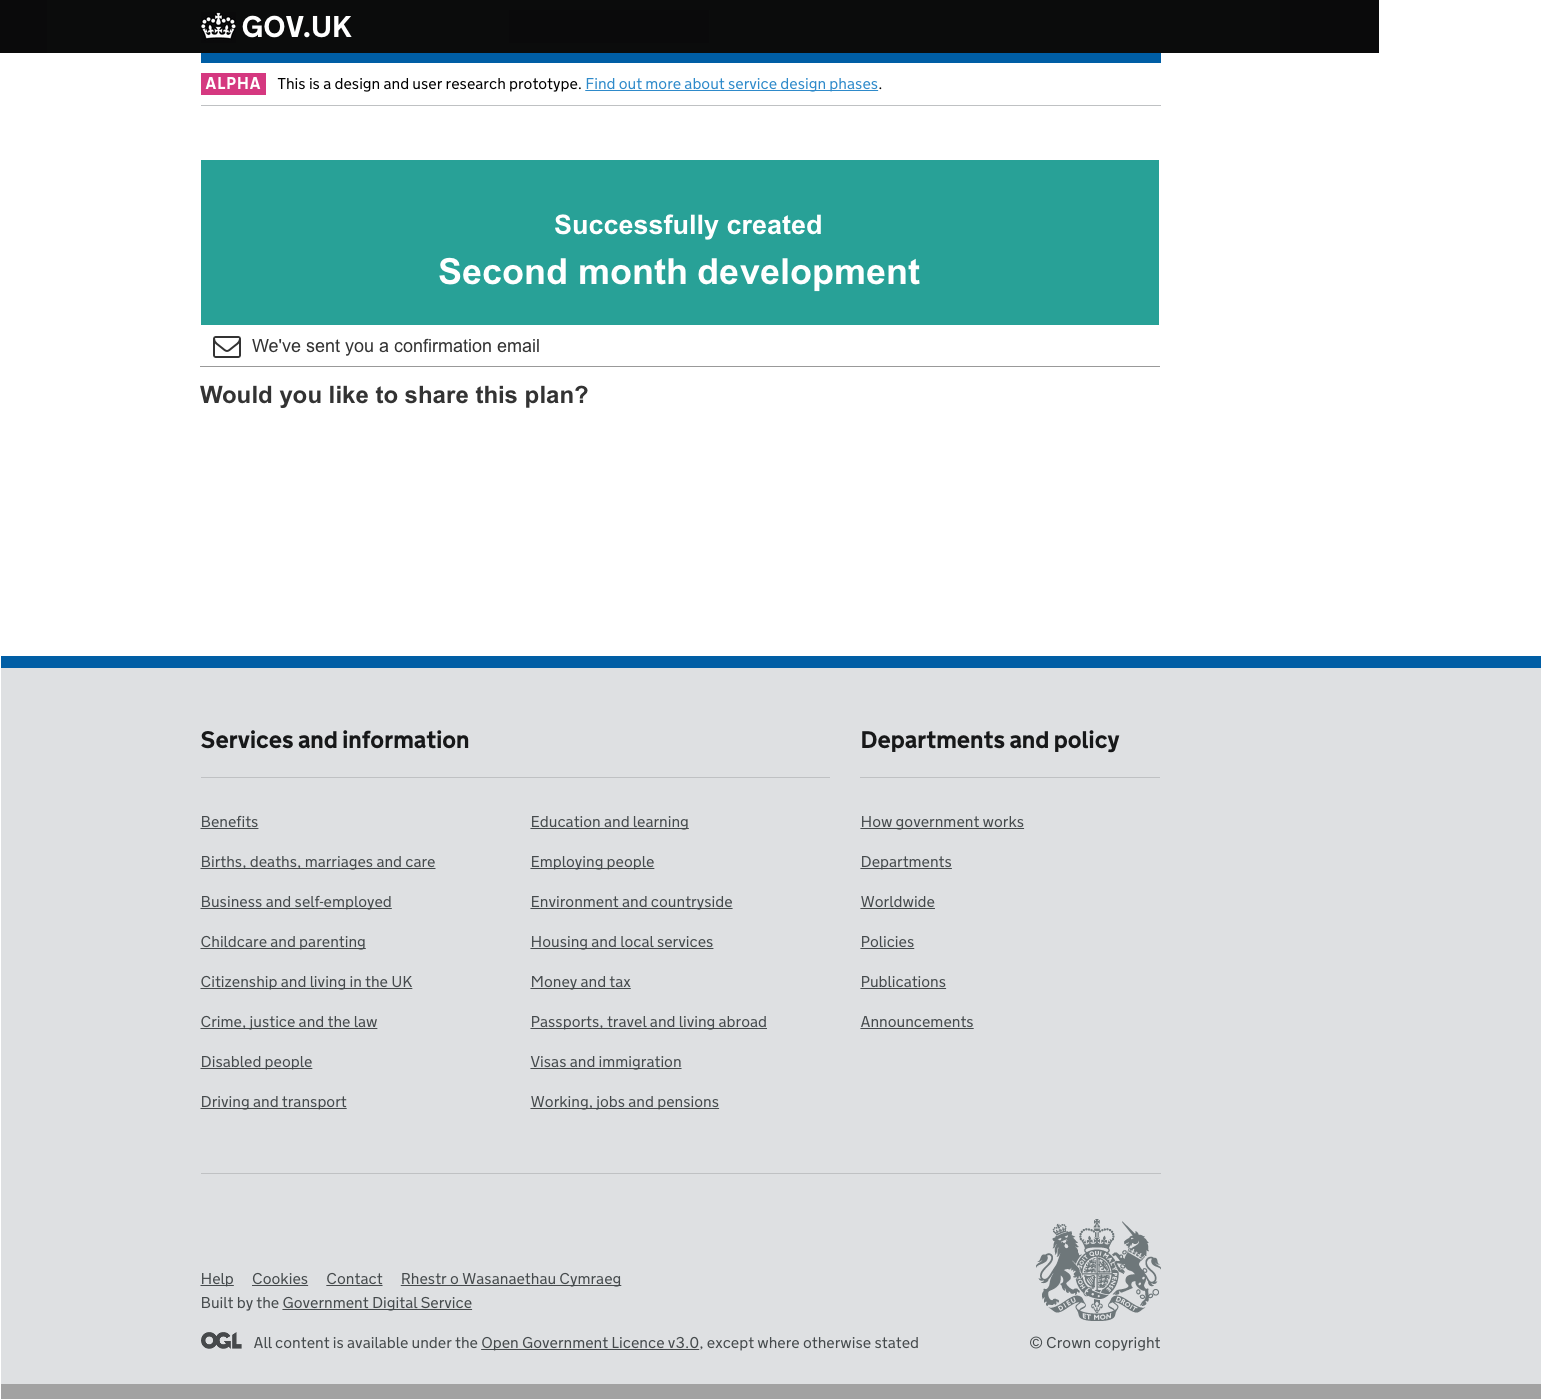 GOV.UK
ALPHA This is a design and user research prototype. Find out more about service design phases.
Successfully created
Second month development
We've sent you a confirmation email
Would you like to share this plan?
Services and information
Benefits
Births, deaths, marriages and care
Business and self-employed
Childcare and parenting
Citizenship and living in the UK
Crime, justice and the law
Disabled people
Driving and transport
Education and learning
Employing people
Environment and countryside
Housing and local services
Money and tax
Passports, travel and living abroad
Visas and immigration
Working, jobs and pensions
Departments and policy
How government works
Departments
Worldwide
Policies
Publications
Announcements
Help Cookies Contact Rhestr o Wasanaethau Cymraeg
Built by the Government Digital Service
OGL All content is available under the Open Government Licence v3.0, except where otherwise stated
DIEU ET MON DROIT
© Crown copyright